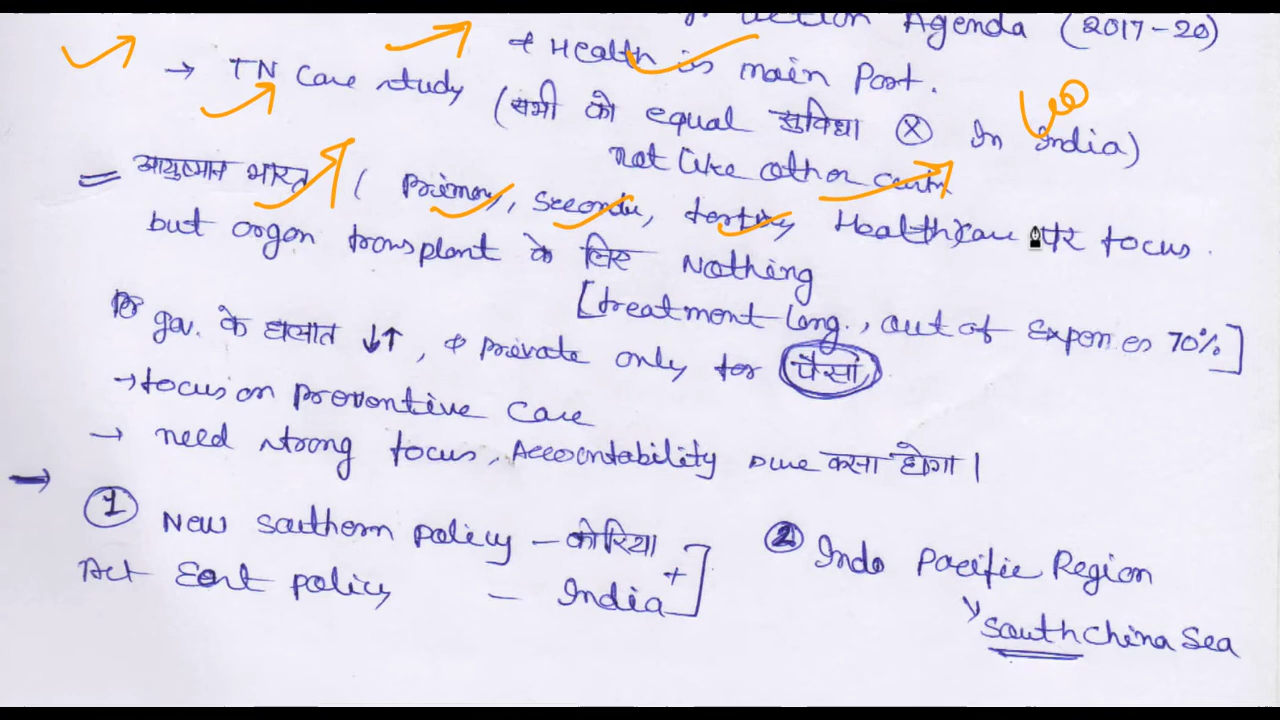 Action Agenda (2017-20)
& Health is main Part.
→ TN Case study (सभी को equal सुविधा ⊗ In India)
not like other
= आयुष्मान भारत ( Primary, Seconda, tertiary Healthcare पर focus.
but organ transplant के लिए Nothing
[treatment long., out of Expenses 70%]
gov. के हालात ↓↑, & private only for पैसा
→ focus on preventive care
→ need strong focus, Accountability sure करना होगा।
→
① New Southern policy – कोरिया
Act East policy – India +]
② Indo Pacific Region
South China Sea